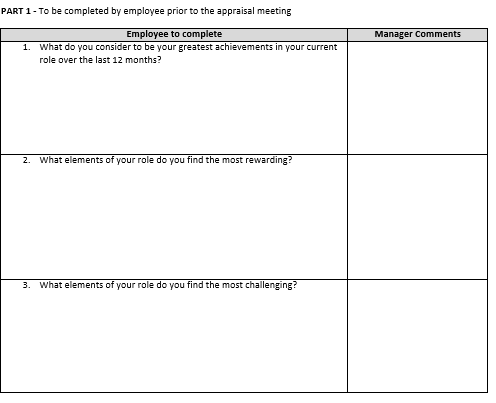 PART 1 - To be completed by employee prior to the appraisal meeting
Employee to complete
Manager Comments
1. What do you consider to be your greatest achievements in your current
role over the last 12 months?
2. What elements of your role do you find the most rewarding?
3. What elements of your role do you find the most challenging?